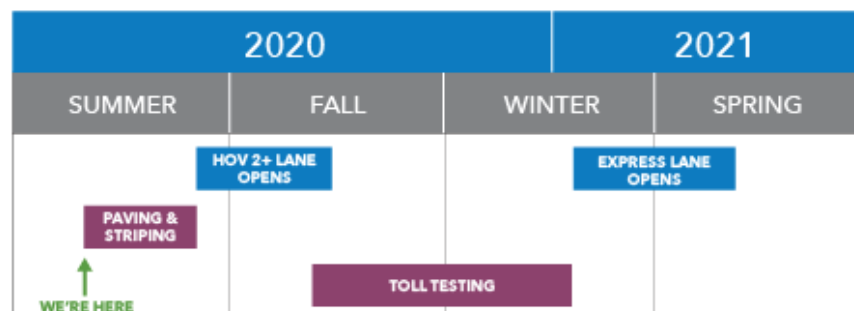 2020 2021
SUMMER FALL WINTER SPRING
HOV 2+ LANE
OPENS
EXPRESS LANE
OPENS
PAVING &
STRIPING
TOLL TESTING
WE'RE HERE